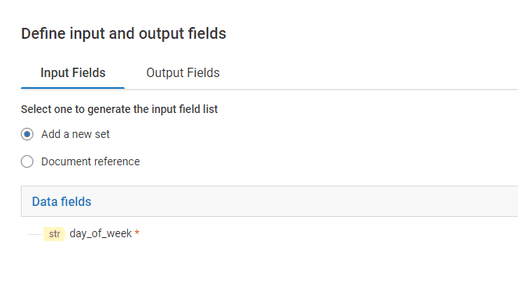 Define input and output fields
Input Fields Output Fields
Select one to generate the input field list
Add a new set
Document reference
Data fields
str day_of_week *